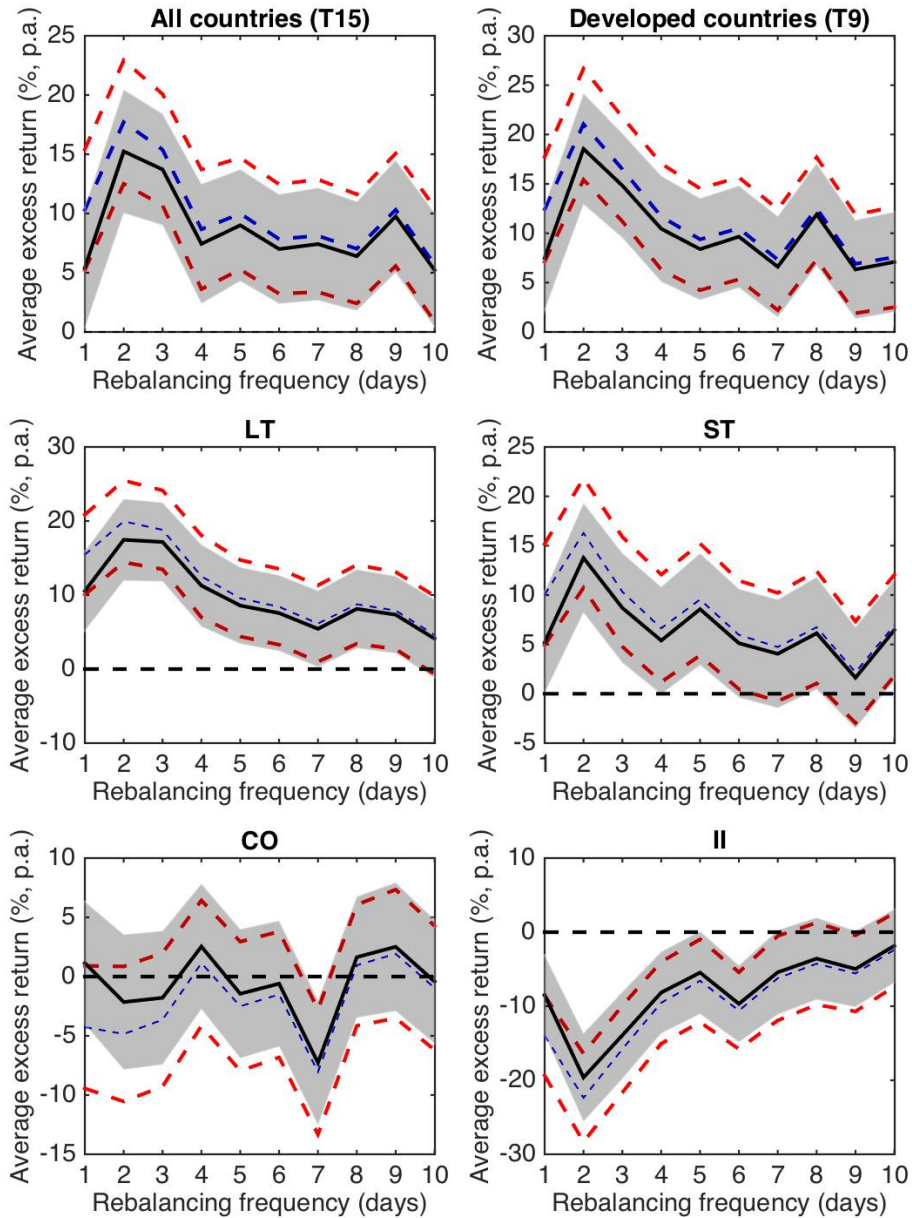 All countries (T15)
Average excess return (%, p.a.)
25
20
15
10
5
0
1 2 3 4 5 6 7 8 9 10
Rebalancing frequency (days)
Developed countries (T9)
Average excess return (%, p.a.)
30
25
20
15
10
5
0
1 2 3 4 5 6 7 8 9 10
Rebalancing frequency (days)
LT
Average excess return (%, p.a.)
30
20
10
0
-10
1 2 3 4 5 6 7 8 9 10
Rebalancing frequency (days)
ST
Average excess return (%, p.a.)
25
20
15
10
5
0
-5
1 2 3 4 5 6 7 8 9 10
Rebalancing frequency (days)
CO
Average excess return (%, p.a.)
10
5
0
-5
-10
-15
1 2 3 4 5 6 7 8 9 10
Rebalancing frequency (days)
II
Average excess return (%, p.a.)
10
0
-10
-20
-30
1 2 3 4 5 6 7 8 9 10
Rebalancing frequency (days)